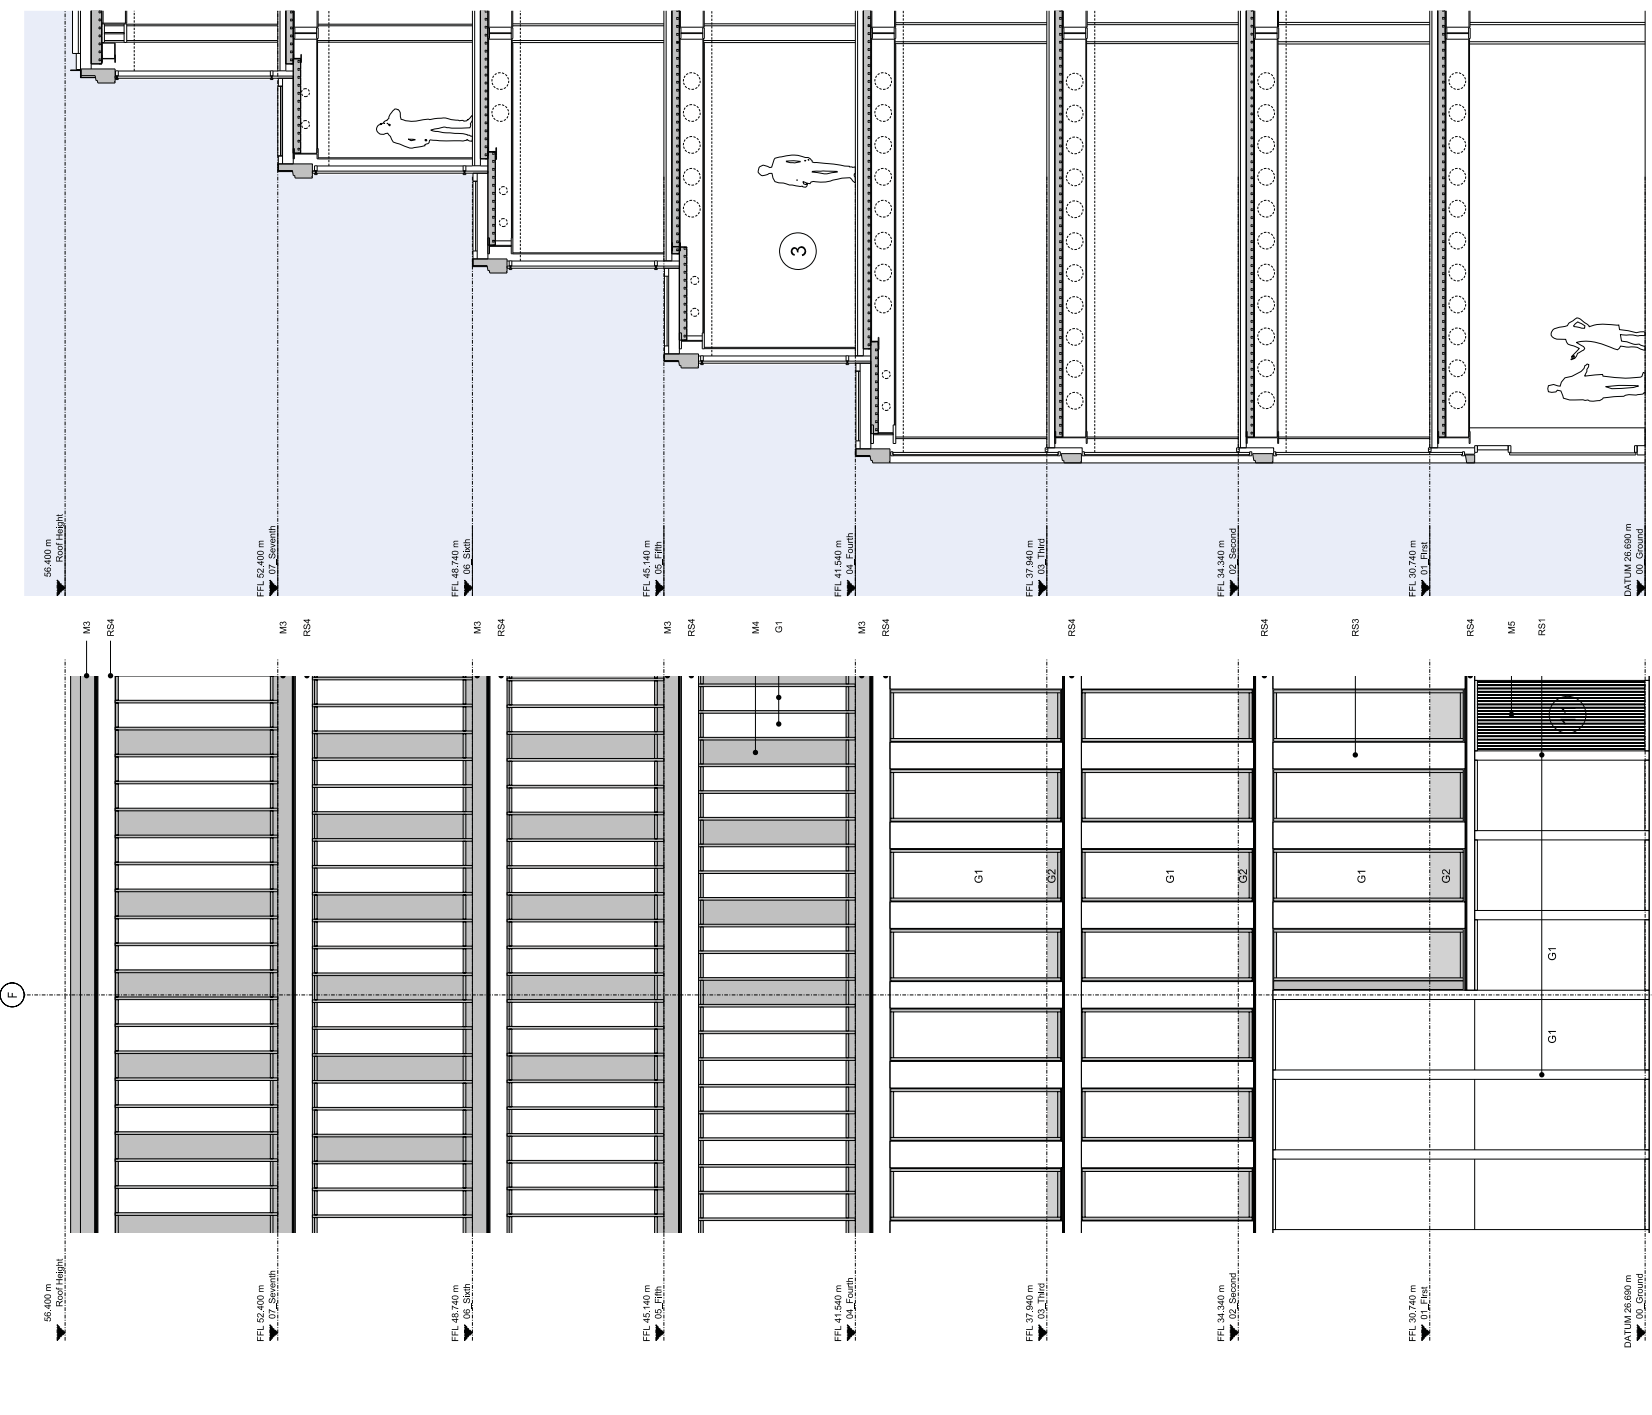 56.400 m
Roof Height
FFL 52.400 m
07_Seventh
FFL 48.740 m
06_Sixth
FFL 45.140 m
05_Fifth
FFL 41.540 m
04_Fourth
FFL 37.940 m
03_Third
FFL 34.340 m
02_Second
FFL 30.740 m
01_First
DATUM 26.690 m
00_Ground
3
M3
RS4
M3
RS4
M3
RS4
M3
RS4
M4
G1
M3
RS4
RS4
RS4
RS3
RS4
M5
RS1
G1
G2
G1
G2
G1
G2
G1
G1
F
56.400 m
Roof Height
FFL 52.400 m
07_Seventh
FFL 48.740 m
06_Sixth
FFL 45.140 m
05_Fifth
FFL 41.540 m
04_Fourth
FFL 37.940 m
03_Third
FFL 34.340 m
02_Second
FFL 30.740 m
01_First
DATUM 26.690 m
00_Ground